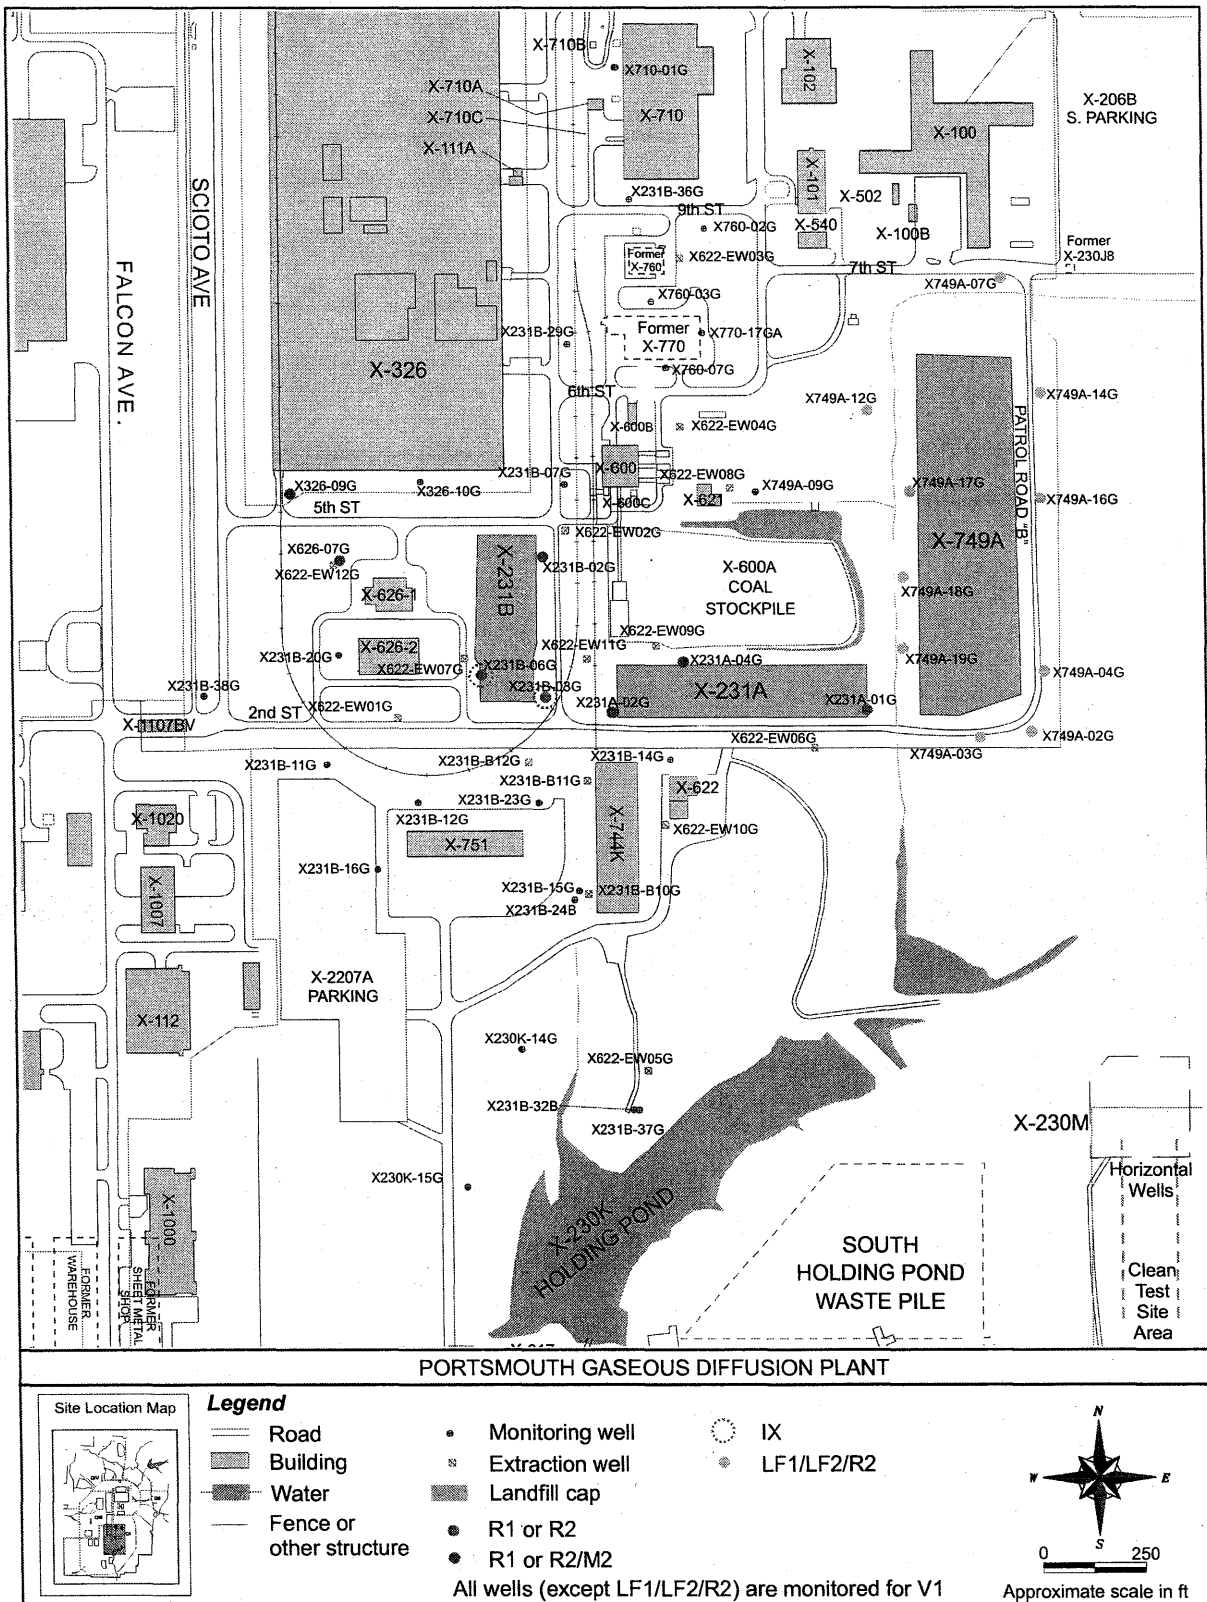 X-710B
X710-01G
X-710A
X-710C
X-710
X-111A
X-102
X-100
X-206B
S. PARKING
X-101
X-502
X-540
X-100B
X231B-36G
9th ST
X760-02G
Former
X-760
X622-EW03G
7th ST
Former
X-230J8
X749A-07G
X760-03G
SCIOTO AVE
FALCON AVE.
X-326
X231B-29G
Former
X-770
X770-17GA
X760-07G
6th ST
X749A-12G
X749A-14G
PATROL ROAD "B"
X-600B
X622-EW04G
X-600
X231B-07G
X622-EW08G
X-62
X749A-09G
X749A-17G
X749A-16G
X-600C
X326-09G
X326-10G
5th ST
X622-EW02G
X-749A
X626-07G
X622-EW12G
X-231B
X231B-02G
X-600A
COAL
STOCKPILE
X749A-18G
X-626-1
X622-EW09G
X-626-2
X622-EW11G
X231B-20G
X622-EW07G
X231B-06G
X231A-04G
X749A-19G
X749A-04G
X231B-38G
X231B-03G
X-231A
2nd ST
X622-EW01G
X231A-02G
X231A-01G
X-1107BV
X622-EW06G
X749A-03G
X749A-02G
X231B-11G
X231B-B12G
X231B-14G
X231B-B11G
X-622
X231B-23G
X231B-12G
X-1020
X-751
X-744K
X622-EW10G
X231B-16G
X-1007
X231B-15G
X231B-B10G
X231B-24B
X-2207A
PARKING
X-112
X230K-14G
X622-EW05G
X231B-32B
X231B-37G
X-230M
Horizontal
Wells
X230K-15G
X-1000
X-230K
HOLDING POND
SOUTH
HOLDING POND
WASTE PILE
Clean
Test
Site
Area
FORMER
WAREHOUSE
FORMER
SHEET METAL
SHOP
PORTSMOUTH GASEOUS DIFFUSION PLANT
Site Location Map
Legend
Road
Building
Water
Fence or
other structure
Monitoring well
Extraction well
Landfill cap
R1 or R2
R1 or R2/M2
IX
LF1/LF2/R2
All wells (except LF1/LF2/R2) are monitored for V1
N
W
E
S
0
250
Approximate scale in ft